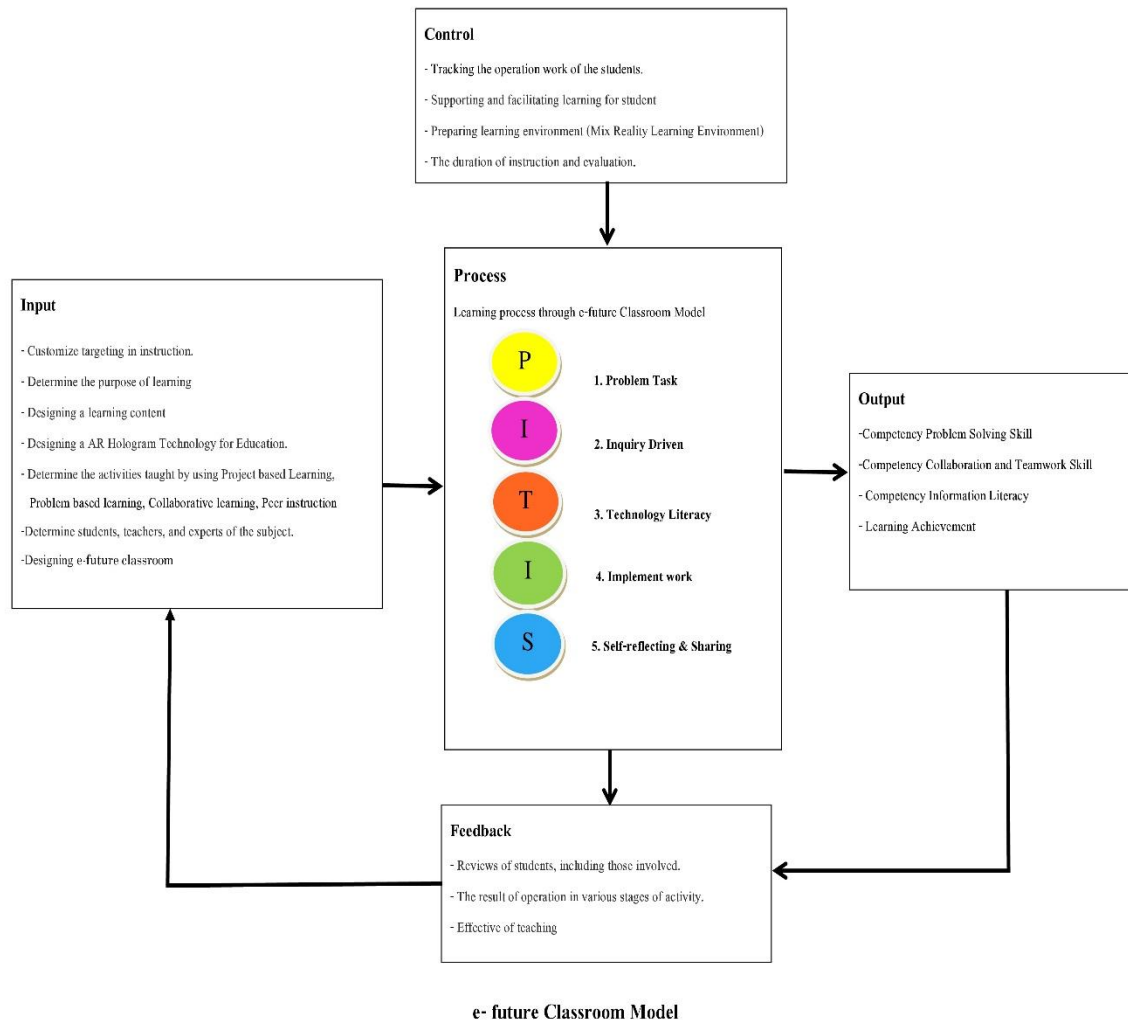 Control
- Tracking the operation work of the students.
- Supporting and facilitating learning for student
- Preparing learning environment (Mix Reality Learning Environment)
- The duration of instruction and evaluation.
Input
- Customize targeting in instruction.
- Determine the purpose of learning
- Designing a learning content
- Designing a AR Hologram Technology for Education.
- Determine the activities taught by using Project based Learning,
Problem based learning, Collaborative learning, Peer instruction
-Determine students, teachers, and experts of the subject.
-Designing e-future classroom
Process
Learning process through e-future Classroom Model
P
1. Problem Task
I
2. Inquiry Driven
T
3. Technology Literacy
I
4. Implement work
S
5. Self-reflecting & Sharing
Output
-Competency Problem Solving Skill
-Competency Collaboration and Teamwork Skill
- Competency Information Literacy
- Learning Achievement
Feedback
- Reviews of students, including those involved.
- The result of operation in various stages of activity.
- Effective of teaching
e- future Classroom Model